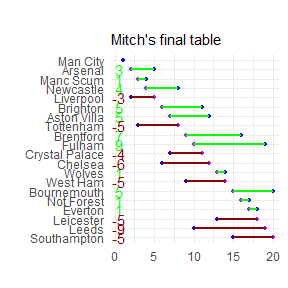 Mitch's final table
Man City
Arsenal 3
Manc Scum 1
Newcastle 4
Liverpool -3
Brighton 5
Aston Villa 5
Tottenham -5
Brentford 7
Fulham 9
Crystal Palace -4
Chelsea -6
Wolves 1
West Ham -5
Bournemouth 5
Not Forest 1
Everton 1
Leicester -5
Leeds -9
Southampton -5
0 5 10 15 20